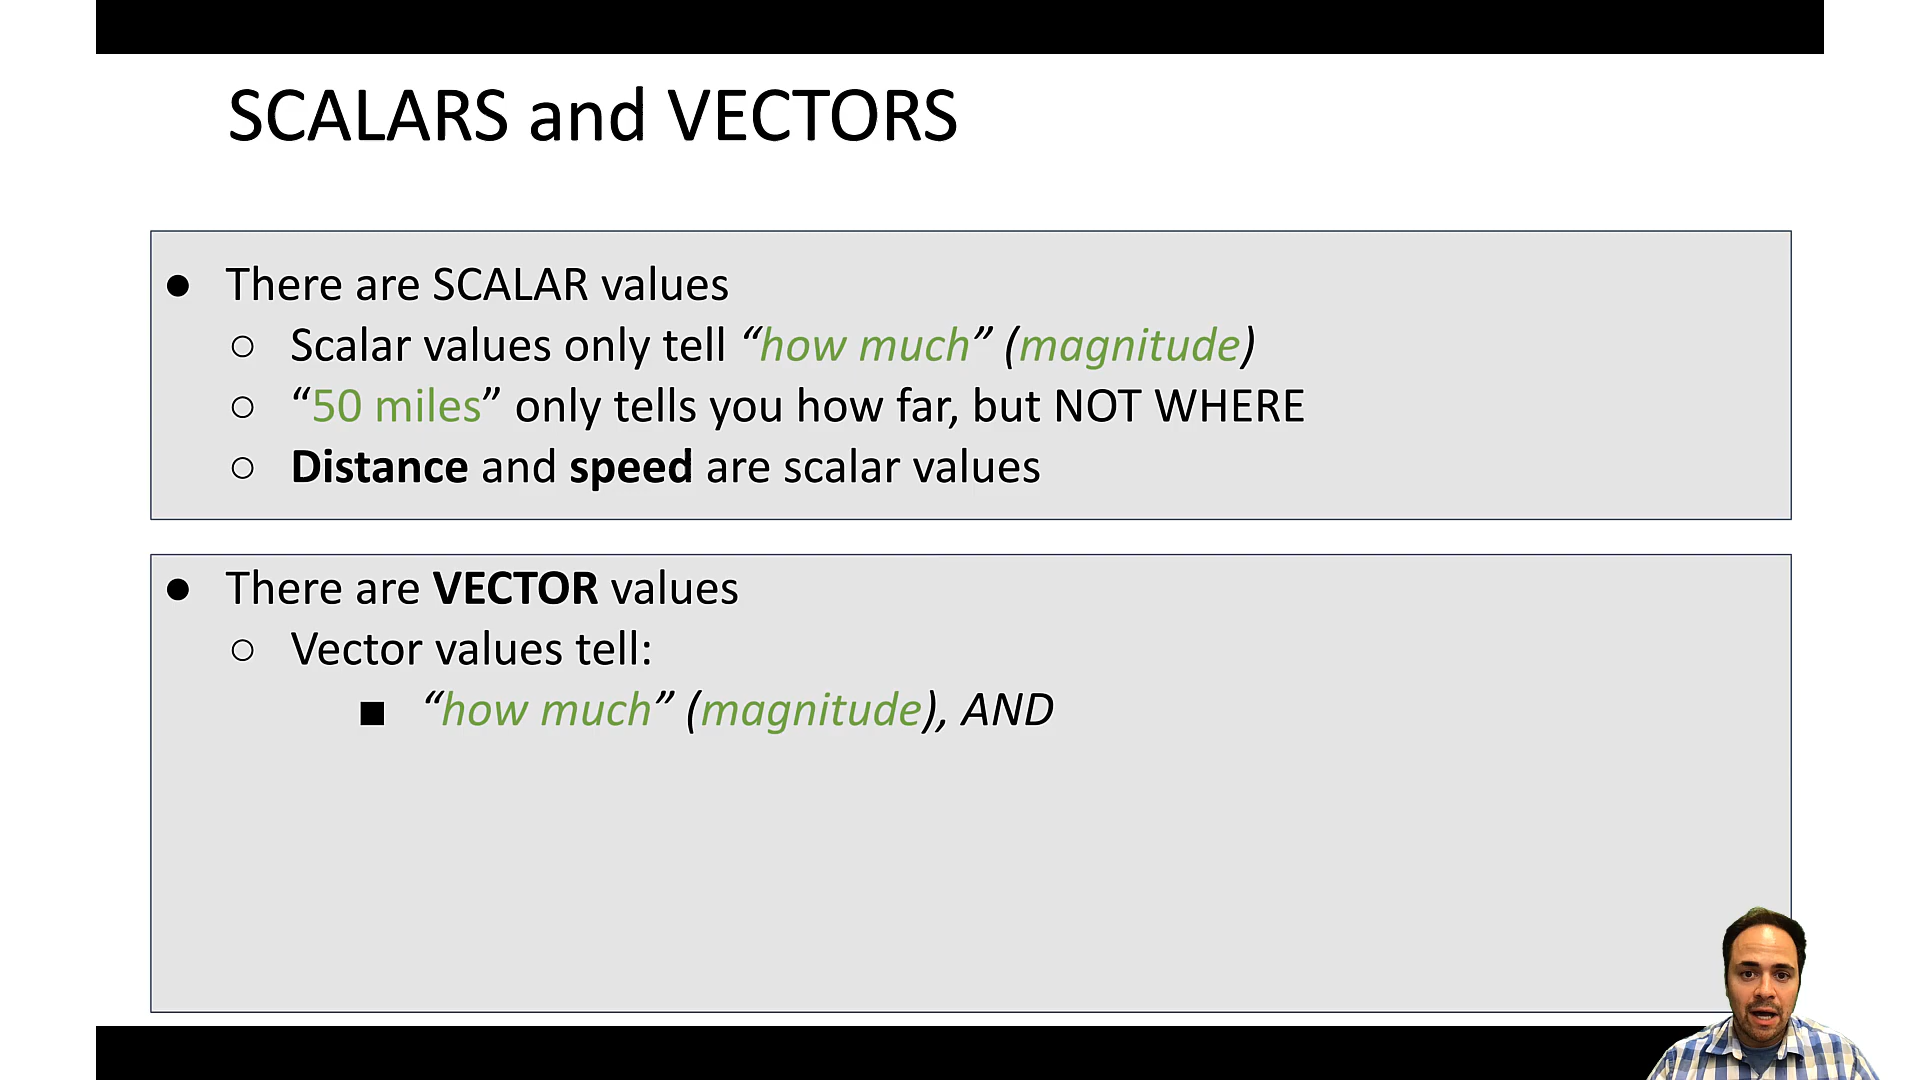 SCALARS and VECTORS
● There are SCALAR values
○ Scalar values only tell “how much” (magnitude)
○ “50 miles” only tells you how far, but NOT WHERE
○ Distance and speed are scalar values
● There are VECTOR values
○ Vector values tell:
■ “how much” (magnitude), AND